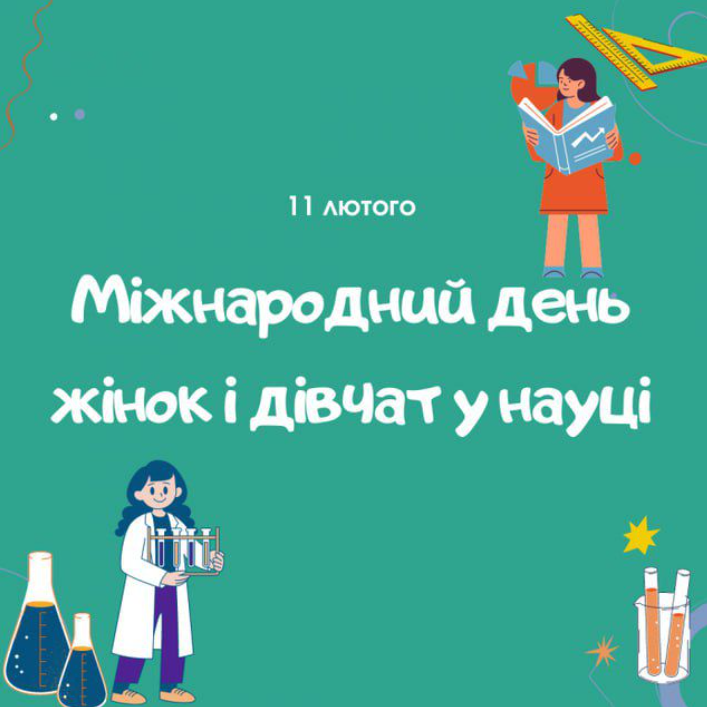 11 лютого
Міжнародний день
жінок і дівчат у науці